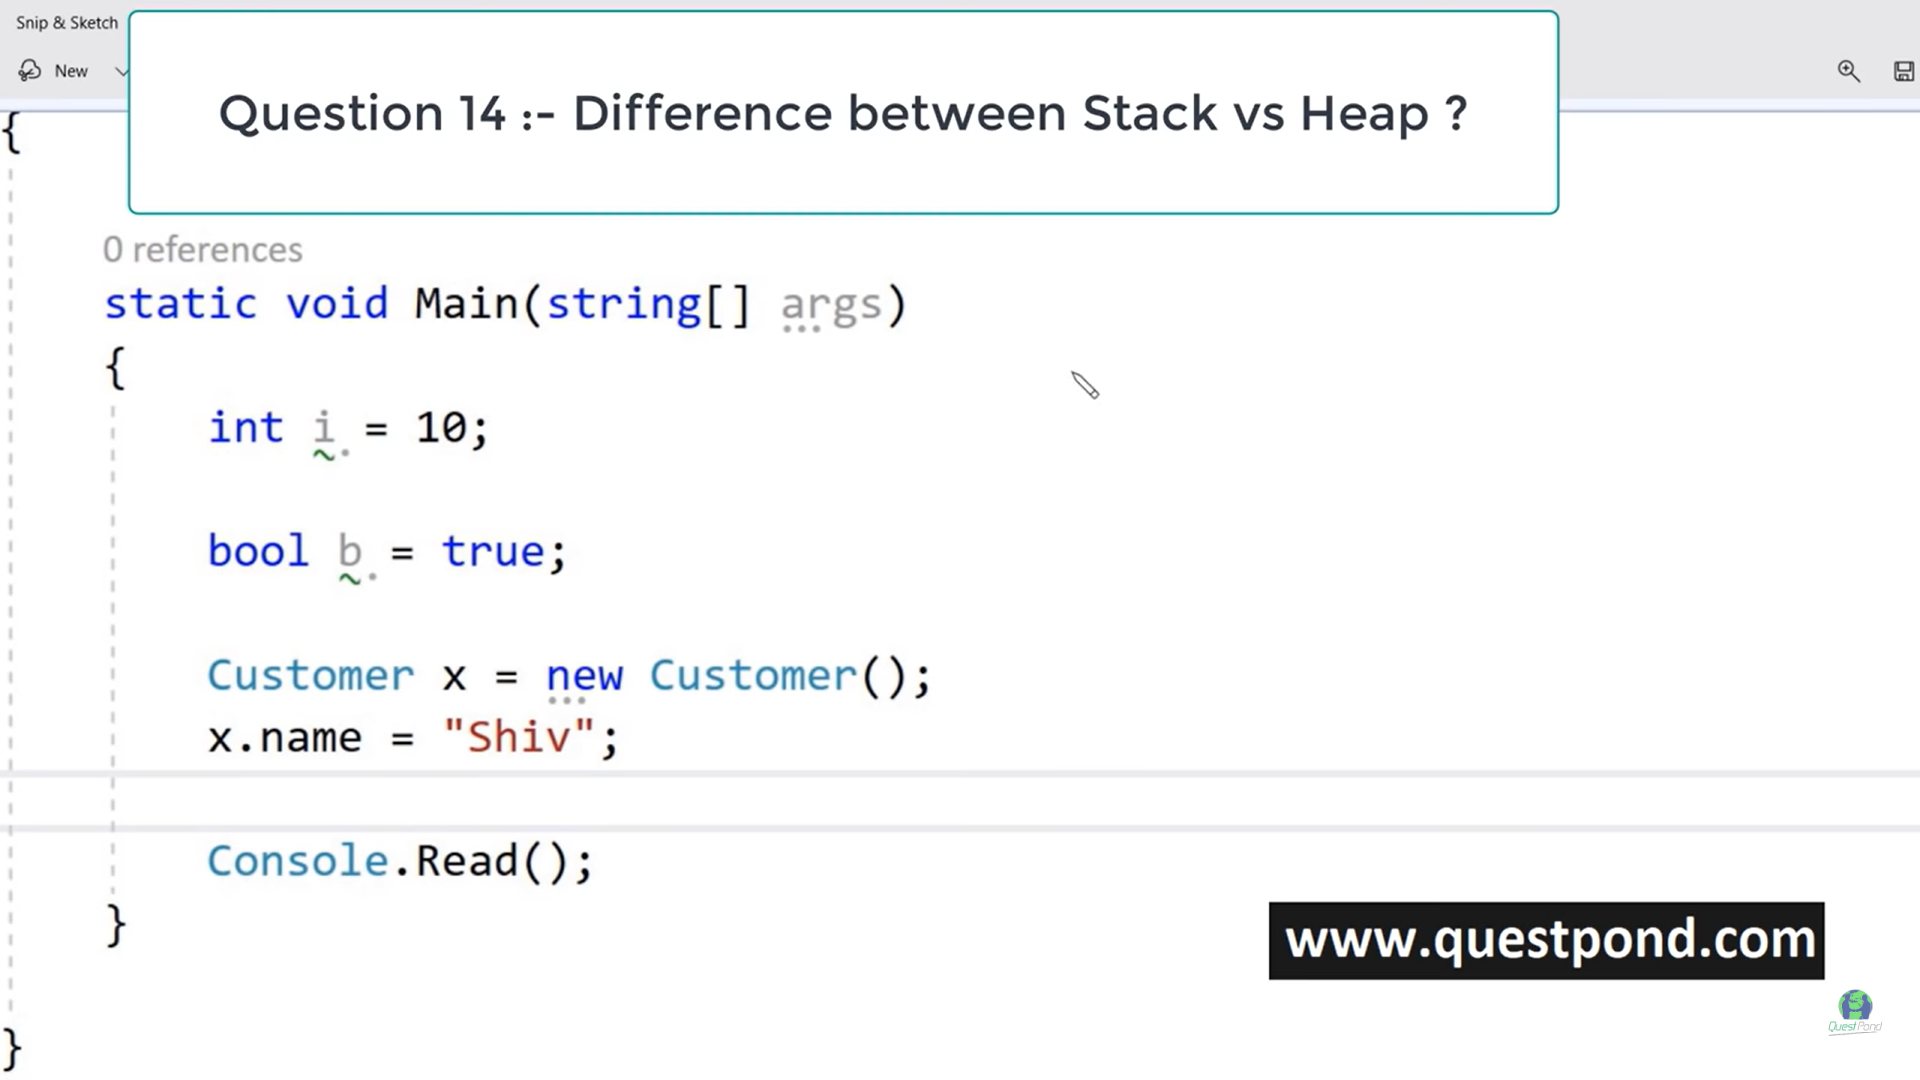 Snip & Sketch
New
Question 14 :- Difference between Stack vs Heap ?
{
0 references
static void Main(string[] args)
{
int i = 10;
bool b = true;
Customer x = new Customer();
x.name = "Shiv";
Console.Read();
}
www.questpond.com
QuestPond
}